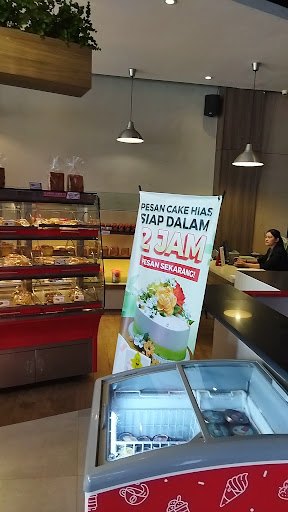 PESAN CAKE HIAS
SIAP DALAM
2 JAM
PESAN SEKARANG!